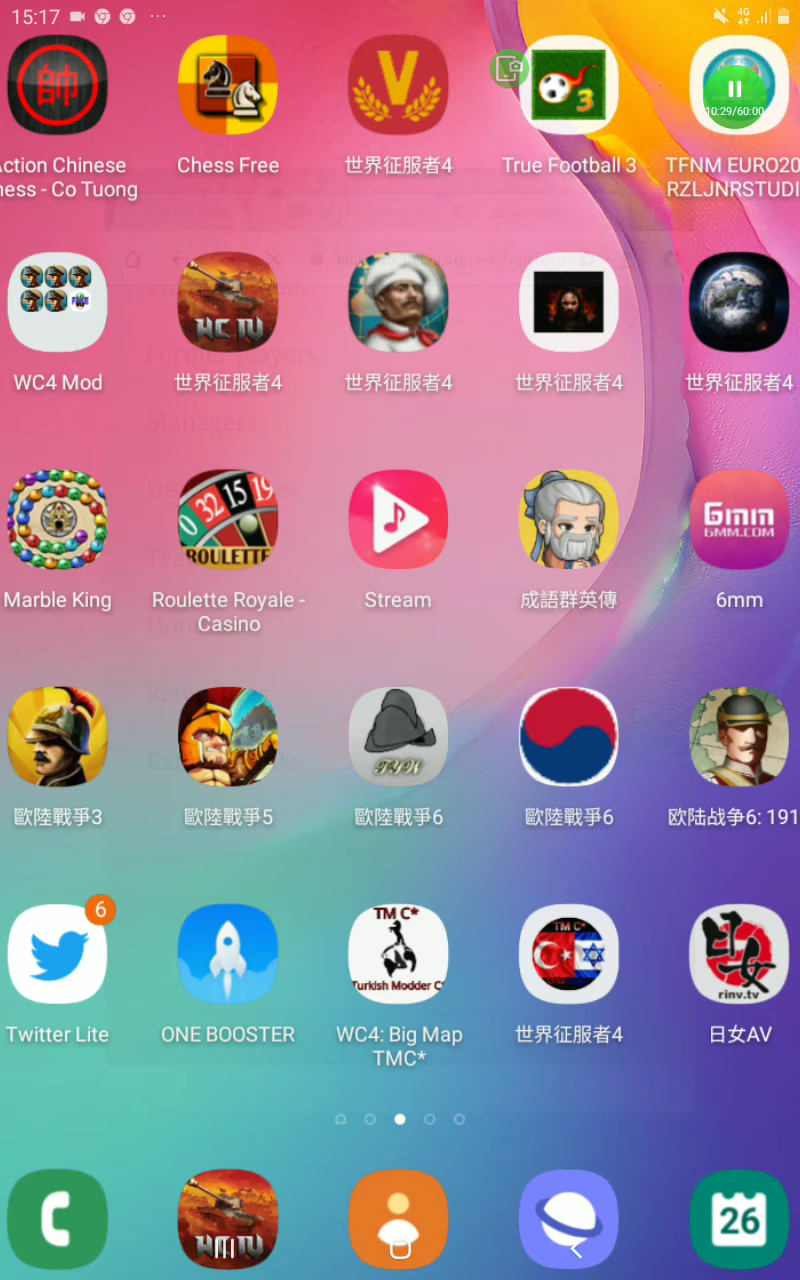 15:17
4G
帥
V
3
10:29/60:00
Action Chinese
Chess Free
世界征服者4
True Football 3
TFNM EURO20
ness - Co Tuong
RZLJNRSTUDI
WC4 Mod
世界征服者4
世界征服者4
世界征服者4
世界征服者4
Managers
0 32 15 19
ROULETTE
6mm
6MM.COM
Marble King
Roulette Royale -
Casino
Stream
成語群英傳
6mm
TYW
歐陸戰爭3
歐陸戰爭5
歐陸戰爭6
歐陸戰爭6
欧陆战争6: 191
6
TM C*
Turkish Modder C*
TM C*
日女
rinv.tv
Twitter Lite
ONE BOOSTER
WC4: Big Map
TMC*
世界征服者4
日女AV
26